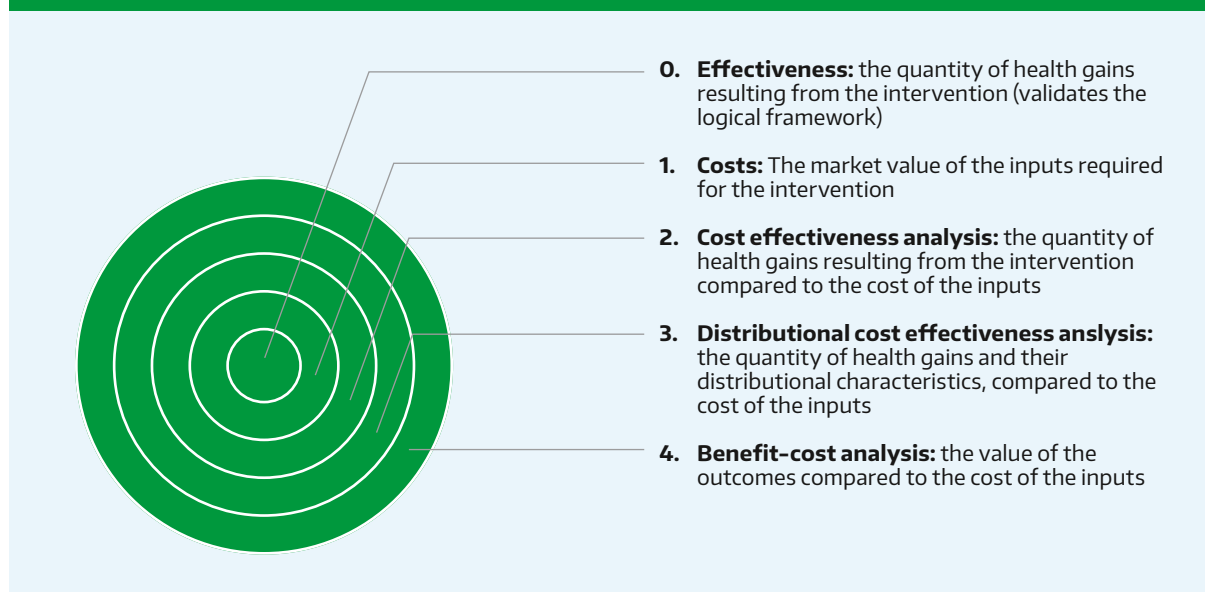 0. Effectiveness: the quantity of health gains
resulting from the intervention (validates the
logical framework)
1. Costs: The market value of the inputs required
for the intervention
2. Cost effectiveness analysis: the quantity of
health gains resulting from the intervention
compared to the cost of the inputs
3. Distributional cost effectiveness anslysis:
the quantity of health gains and their
distributional characteristics, compared to the
cost of the inputs
4. Benefit-cost analysis: the value of the
outcomes compared to the cost of the inputs